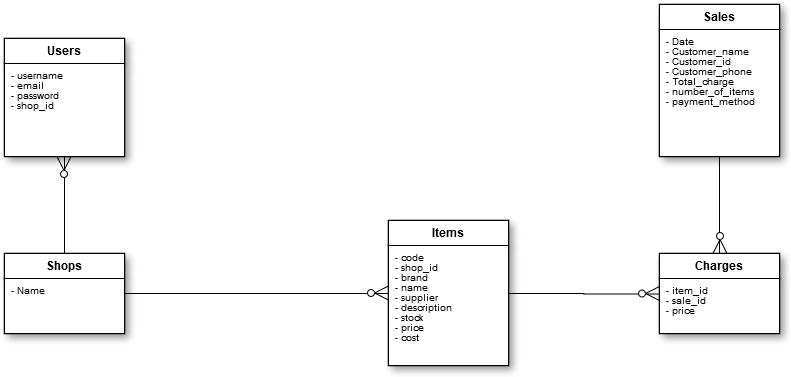 Users
- username
- email
- password
- shop_id
Sales
- Date
- Customer_name
- Customer_id
- Customer_phone
- Total_charge
- number_of_items
- payment_method
Shops
- Name
Items
- code
- shop_id
- brand
- name
- supplier
- description
- stock
- price
- cost
Charges
- item_id
- sale_id
- price